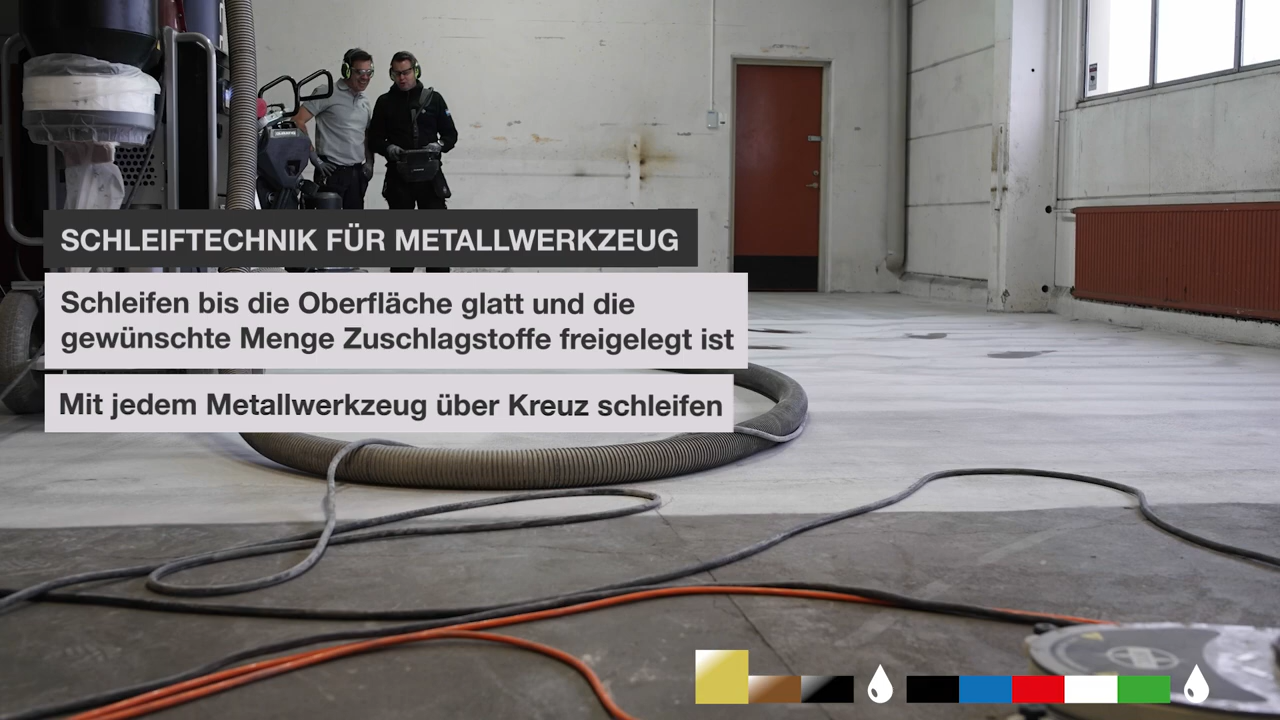 SCHLEIFTECHNIK FÜR METALLWERKZEUG
Schleifen bis die Oberfläche glatt und die
gewünschte Menge Zuschlagstoffe freigelegt ist
Mit jedem Metallwerkzeug über Kreuz schleifen